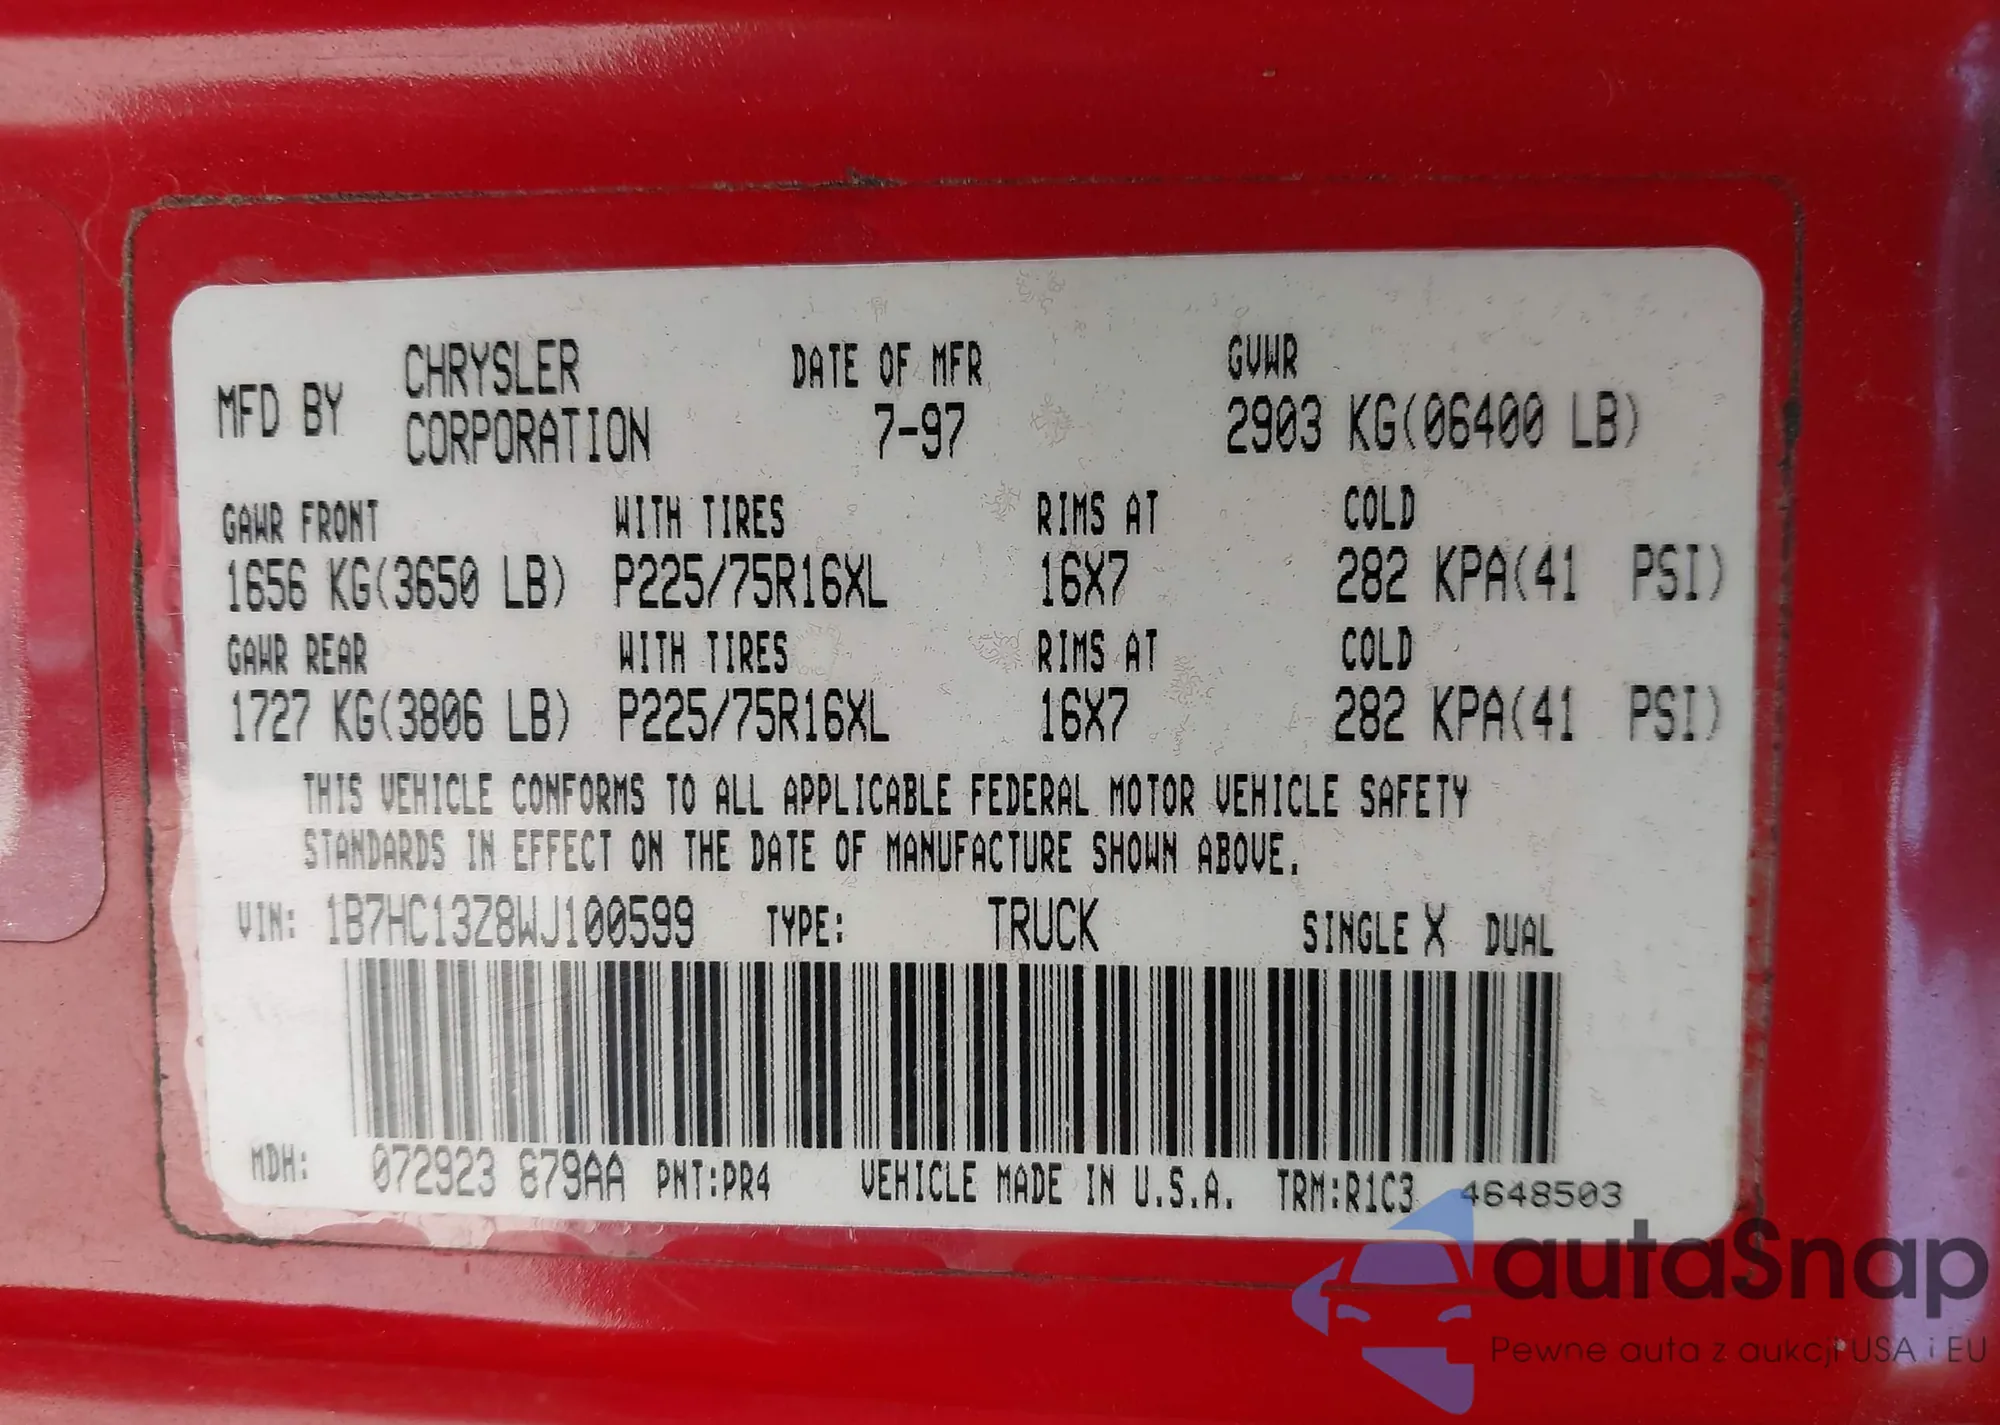 MFD BY CHRYSLER CORPORATION DATE OF MFR 7-97 GVWR 2903 KG(06400 LB)
GAWR FRONT WITH TIRES RIMS AT COLD
1656 KG(3650 LB) P225/75R16XL 16X7 282 KPA(41 PSI)
GAWR REAR WITH TIRES RIMS AT COLD
1727 KG(3806 LB) P225/75R16XL 16X7 282 KPA(41 PSI)
THIS VEHICLE CONFORMS TO ALL APPLICABLE FEDERAL MOTOR VEHICLE SAFETY
STANDARDS IN EFFECT ON THE DATE OF MANUFACTURE SHOWN ABOVE.
VIN: 1B7HC13Z8WJ100599 TYPE: TRUCK SINGLE X DUAL
MDH: 072923 879AA PNT:PR4 VEHICLE MADE IN U.S.A. TRM:R1C3 4648503
autaSnap
Pewne auta z aukcji USA i EU